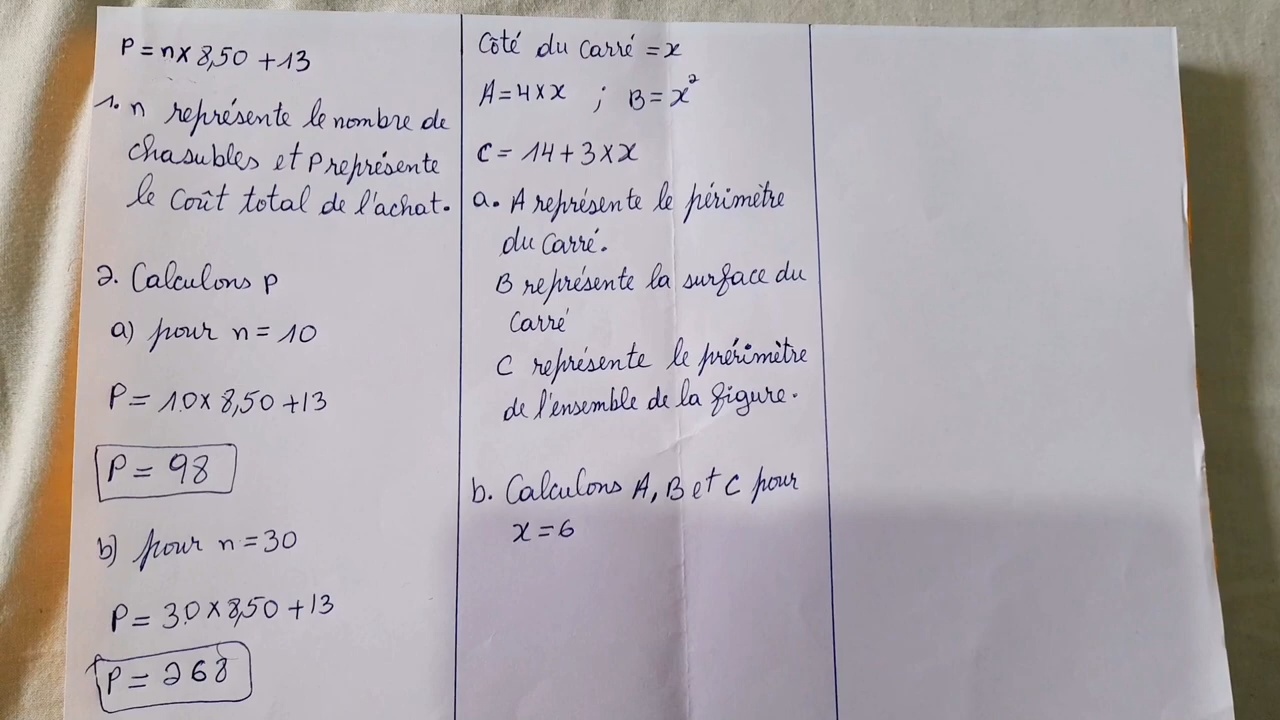 P = n x 8,50 + 13
1. n représente le nombre de
chasubles et P représente
le coût total de l'achat.
2. Calculons P
a) pour n = 10
P = 10 x 8,50 + 13
P = 98
b) pour n = 30
P = 30 x 8,50 + 13
P = 268
Côté du Carré = x
A = 4 x x ; B = x²
C = 14 + 3 x x
a. A représente le périmètre
du Carré.
B représente la surface du
Carré
C représente le prérimètre
de l'ensemble de la figure.
b. Calculons A, B et C pour
x = 6